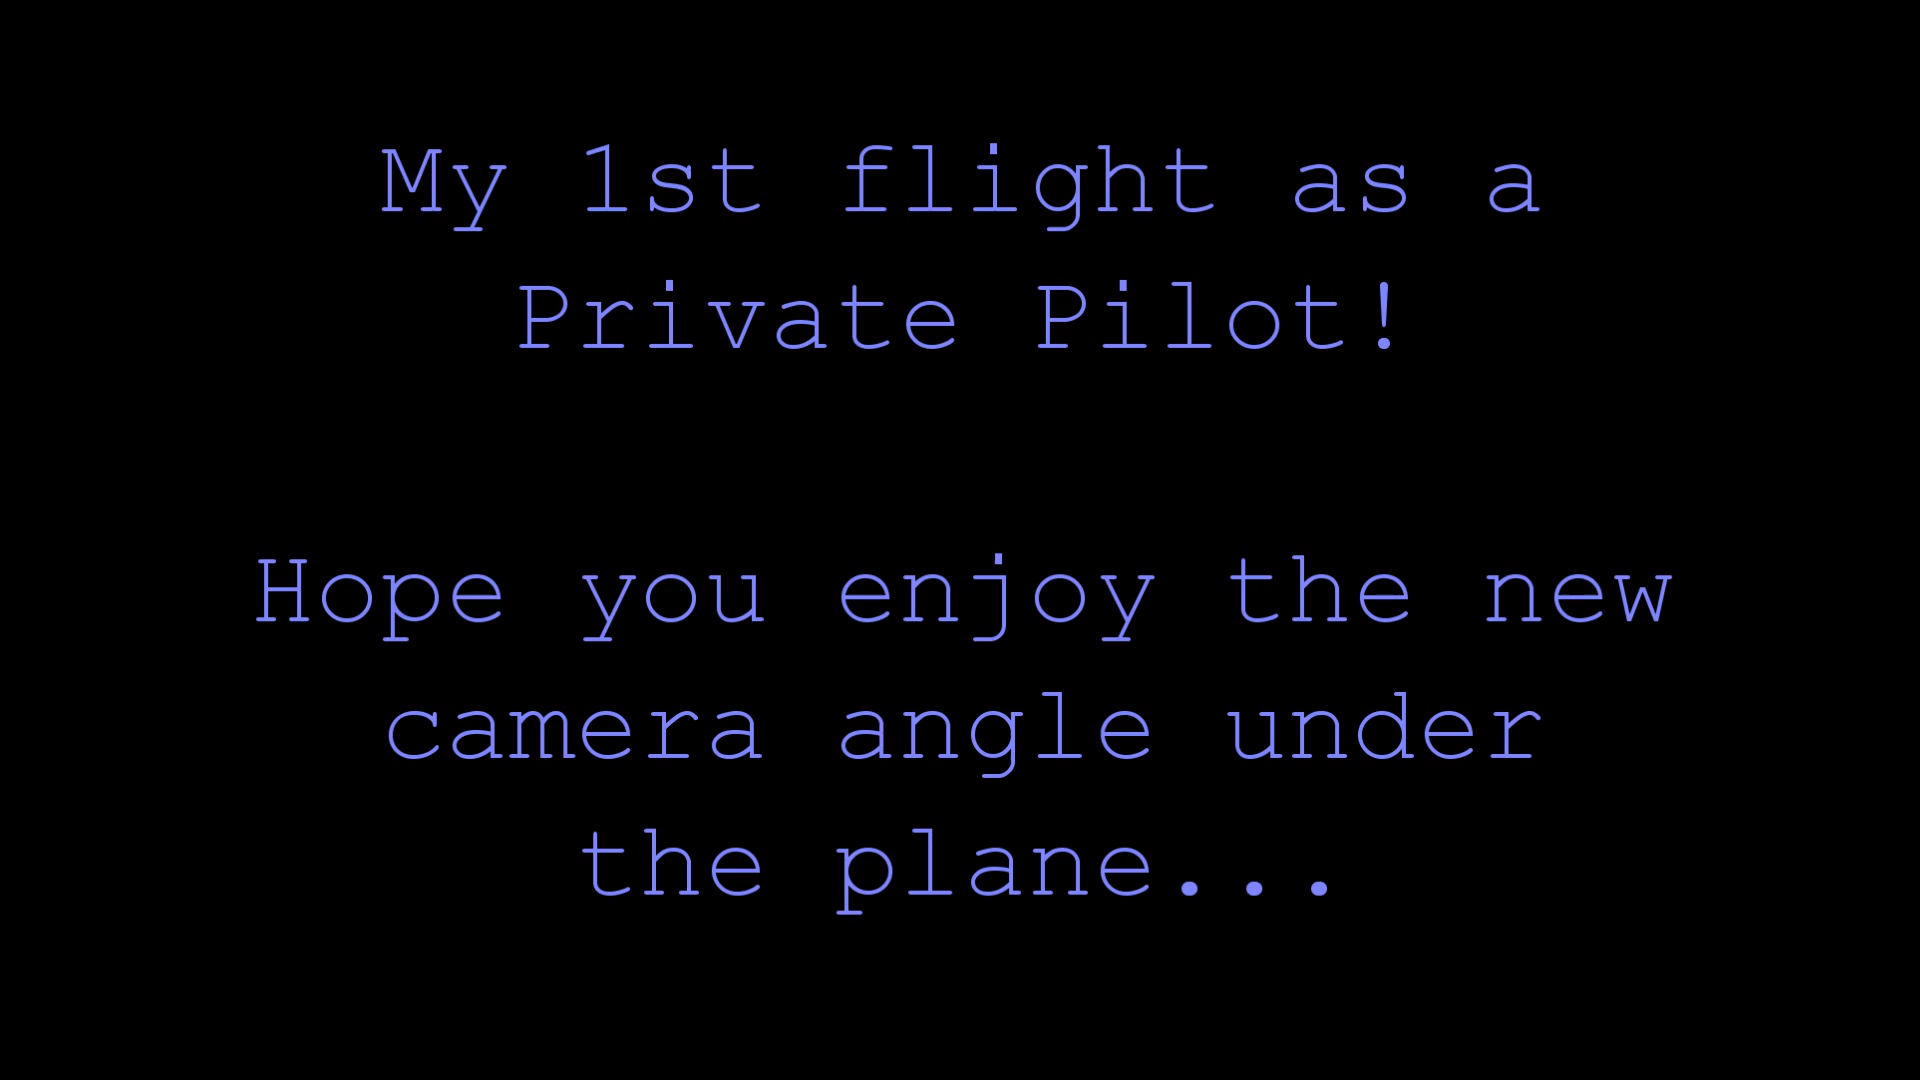 My 1st flight as a
Private Pilot!
Hope you enjoy the new
camera angle under
the plane...